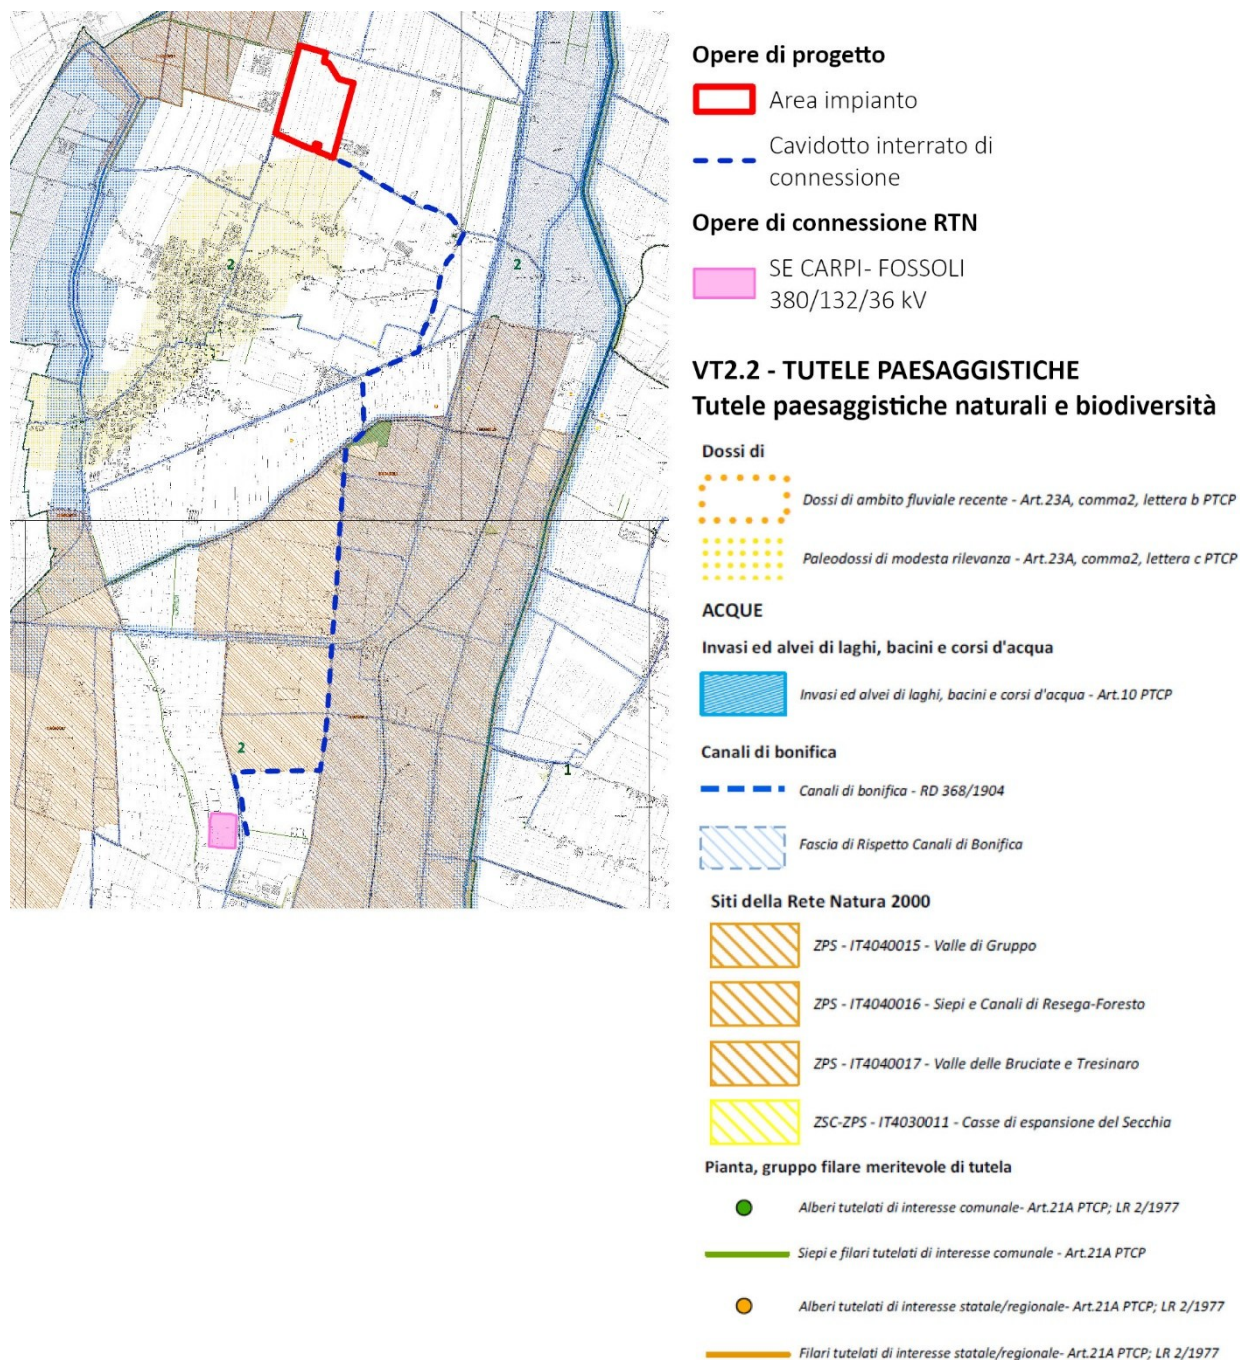 Opere di progetto
Area impianto
Cavidotto interrato di
connessione
Opere di connessione RTN
SE CARPI- FOSSOLI
380/132/36 kV
VT2.2 - TUTELE PAESAGGISTICHE
Tutele paesaggistiche naturali e biodiversità
Dossi di
Dossi di ambito fluviale recente - Art.23A, comma2, lettera b PTCP
Paleodossi di modesta rilevanza - Art.23A, comma2, lettera c PTCP
ACQUE
Invasi ed alvei di laghi, bacini e corsi d'acqua
Invasi ed alvei di laghi, bacini e corsi d'acqua - Art.10 PTCP
Canali di bonifica
Canali di bonifica - RD 368/1904
Fascia di Rispetto Canali di Bonifica
Siti della Rete Natura 2000
ZPS - IT4040015 - Valle di Gruppo
ZPS - IT4040016 - Siepi e Canali di Resega-Foresto
ZPS - IT4040017 - Valle delle Bruciate e Tresinaro
ZSC-ZPS - IT4030011 - Casse di espansione del Secchia
Pianta, gruppo filare meritevole di tutela
Alberi tutelati di interesse comunale- Art.21A PTCP; LR 2/1977
Siepi e filari tutelati di interesse comunale - Art.21A PTCP
Alberi tutelati di interesse statale/regionale- Art.21A PTCP; LR 2/1977
Filari tutelati di interesse statale/regionale- Art.21A PTCP; LR 2/1977
2
2
2
1